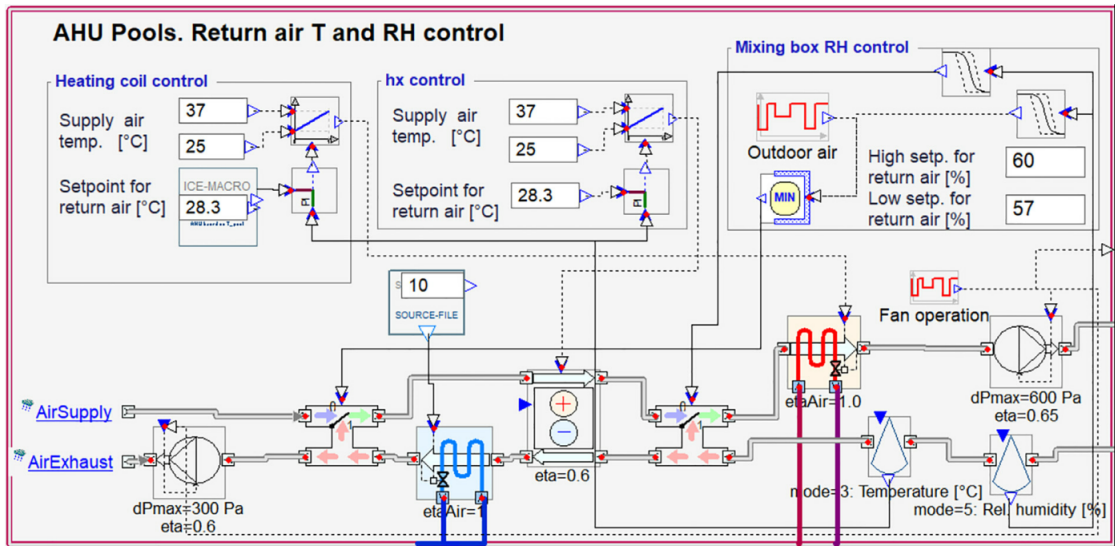 AHU Pools. Return air T and RH control
Heating coil control
37
Supply air
temp. [°C]
25
Setpoint for
return air [°C]
ICE-MACRO
28.3
PI
hx control
37
Supply air
temp. [°C]
25
Setpoint for
return air [°C]
28.3
PI
Mixing box RH control
Outdoor air
MIN
High setp. for
return air [%]
60
Low setp. for
return air [%]
57
S 10
SOURCE-FILE
Fan operation
AirSupply
AirExhaust
dPmax=300 Pa
eta=0.6
1
etaAir=1
eta=0.6
1
etaAir=1.0
dPmax=600 Pa
eta=0.65
mode=3: Temperature [°C]
mode=5: Rel. humidity [%]